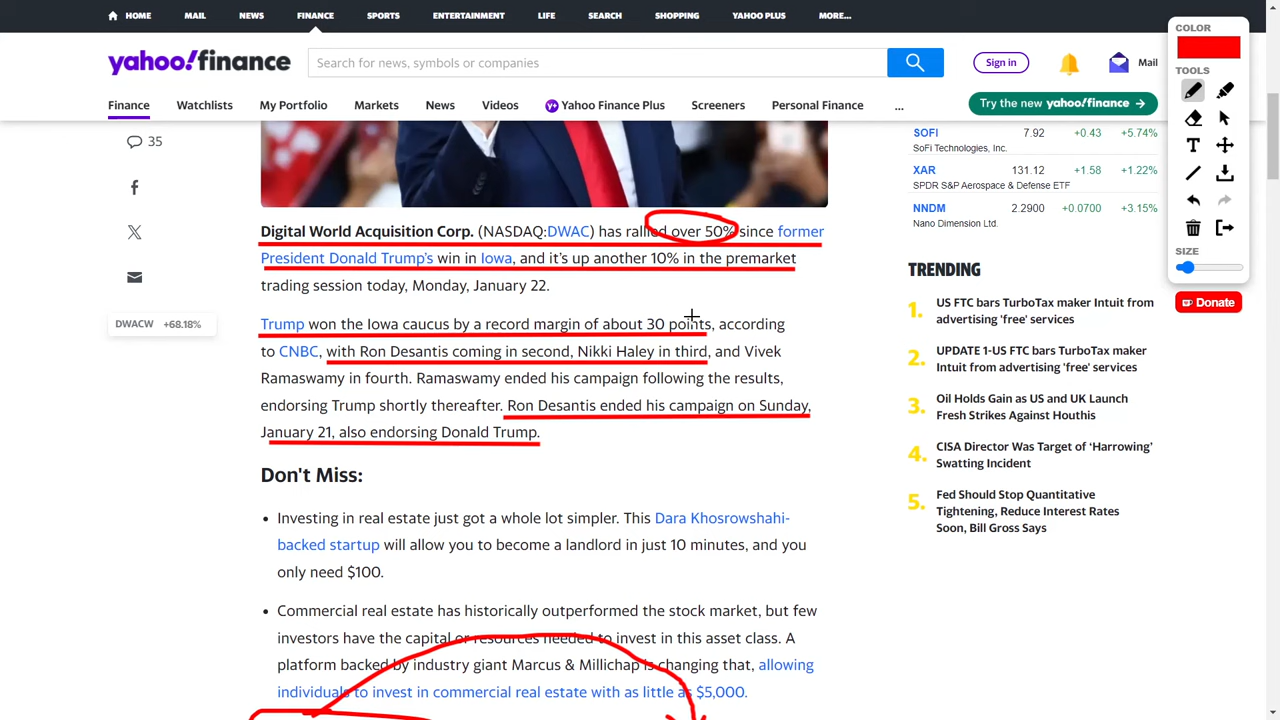 HOME MAIL NEWS FINANCE SPORTS ENTERTAINMENT LIFE SEARCH SHOPPING YAHOO PLUS MORE...
yahoo!finance
Search for news, symbols or companies
Sign in
Mail
Finance Watchlists My Portfolio Markets News Videos Yahoo Finance Plus Screeners Personal Finance ...
Try the new yahoo!finance →
COLOR
TOOLS
SIZE
Donate
35
DWACW +68.18%
Digital World Acquisition Corp. (NASDAQ:DWAC) has rallied over 50% since former
President Donald Trump's win in Iowa, and it's up another 10% in the premarket
trading session today, Monday, January 22.
Trump won the Iowa caucus by a record margin of about 30 points, according
to CNBC, with Ron Desantis coming in second, Nikki Haley in third, and Vivek
Ramaswamy in fourth. Ramaswamy ended his campaign following the results,
endorsing Trump shortly thereafter. Ron Desantis ended his campaign on Sunday,
January 21, also endorsing Donald Trump.
Don't Miss:
• Investing in real estate just got a whole lot simpler. This Dara Khosrowshahi-
backed startup will allow you to become a landlord in just 10 minutes, and you
only need $100.
• Commercial real estate has historically outperformed the stock market, but few
investors have the capital or resources needed to invest in this asset class. A
platform backed by industry giant Marcus & Millichap is changing that, allowing
individuals to invest in commercial real estate with as little as $5,000.
SOFI 7.92 +0.43 +5.74%
SoFi Technologies, Inc.
XAR 131.12 +1.58 +1.22%
SPDR S&P Aerospace & Defense ETF
NNDM 2.2900 +0.0700 +3.15%
Nano Dimension Ltd.
TRENDING
1. US FTC bars TurboTax maker Intuit from
advertising 'free' services
2. UPDATE 1-US FTC bars TurboTax maker
Intuit from advertising 'free' services
3. Oil Holds Gain as US and UK Launch
Fresh Strikes Against Houthis
4. CISA Director Was Target of ‘Harrowing’
Swatting Incident
5. Fed Should Stop Quantitative
Tightening, Reduce Interest Rates
Soon, Bill Gross Says